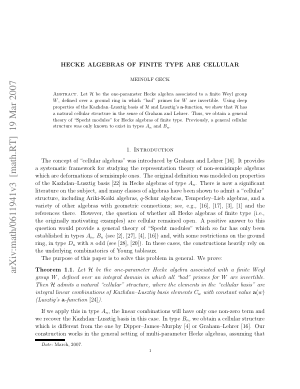 HECKE ALGEBRAS OF FINITE TYPE ARE CELLULAR
MEINOLF GECK
Abstract. Let H be the one-parameter Hecke algebra associated to a finite Weyl group
W, defined over a ground ring in which "bad" primes for W are invertible. Using deep
properties of the Kazhdan–Lusztig basis of H and Lusztig's a-function, we show that H has
a natural cellular structure in the sense of Graham and Lehrer. Thus, we obtain a general
theory of "Specht modules" for Hecke algebras of finite type. Previously, a general cellular
structure was only known to exist in types Aₙ and Bₙ.
1. Introduction
The concept of "cellular algebras" was introduced by Graham and Lehrer [16]. It provides
a systematic framework for studying the representation theory of non-semisimple algebras
which are deformations of semisimple ones. The original definition was modeled on properties
of the Kazhdan–Lusztig basis [22] in Hecke algebras of type Aₙ. There is now a significant
literature on the subject, and many classes of algebras have been shown to admit a "cellular"
structure, including Ariki–Koike algebras, q-Schur algebras, Temperley–Lieb algebras, and a
variety of other algebras with geometric connections; see, e.g., [16], [17],
references there. However, the question of whether all Hecke algebras of finite type (i.e.,
the originally motivating examples) are cellular remained open. A positive answer to this
question would provide a general theory of "Specht modules" which so far has only been
established in types Aₙ, Bₙ (see [2], [27], [4], [16]) and, with some restrictions on the ground
ring, in type Dₙ with n odd (see [28], [20]). In these cases, the constructions heavily rely
on the underlying combinatorics of Young tableaux.
The purpose of this paper is to solve this problem in general. We prove:
Theorem 1.1. Let H be the one-parameter Hecke algebra associated with a finite Weyl
group W, defined over an integral domain in which all "bad" primes for W are invertible.
Then H admits a natural "cellular" structure, where the elements in the "cellular basis" are
integral combinations of Kazhdan–Lusztig basis elements C_w with constant value a(w)
(Lusztig's a-function [24]).
If we apply this in type Aₙ, the linear combinations will have only one non-zero term and
we recover the Kazhdan–Lusztig basis in this case. In type Bₙ, we obtain a cellular structure
which is different from the one by Dipper–James–Murphy [4] or Graham–Lehrer [16]. Our
construction works in the general setting of multi-parameter Hecke algebras, assuming that
Date: March, 2007.
1
arXiv:math/0611941v3 [math.RT] 19 Mar 2007